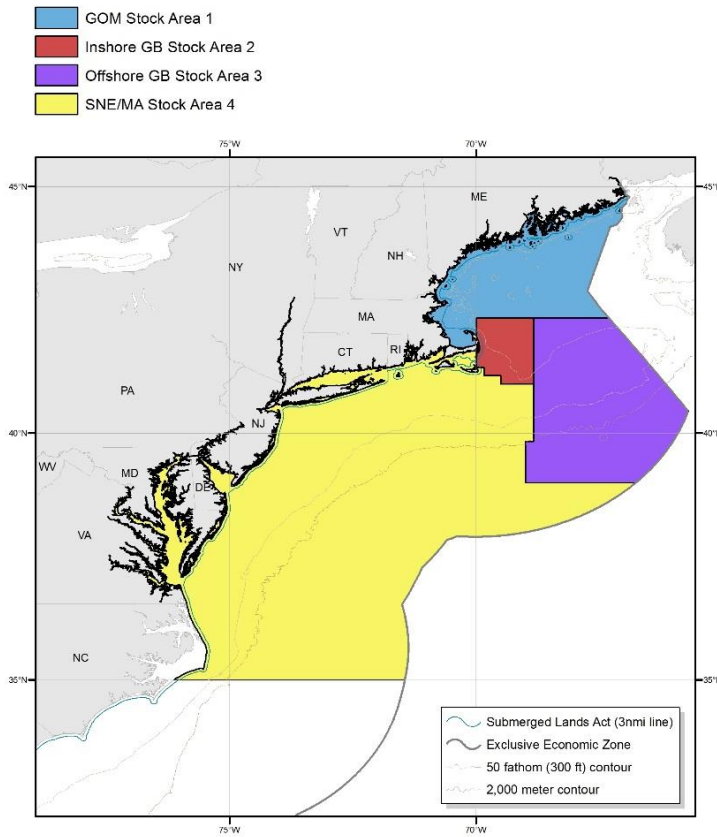 GOM Stock Area 1
Inshore GB Stock Area 2
Offshore GB Stock Area 3
SNE/MA Stock Area 4
75°W
70°W
45°N
45°N
ME
VT
NH
NY
MA
CT
RI
PA
40°N
40°N
NJ
WV
MD
DE
VA
NC
35°N
35°N
Submerged Lands Act (3nmi line)
Exclusive Economic Zone
50 fathom (300 ft) contour
2,000 meter contour
75°W
70°W